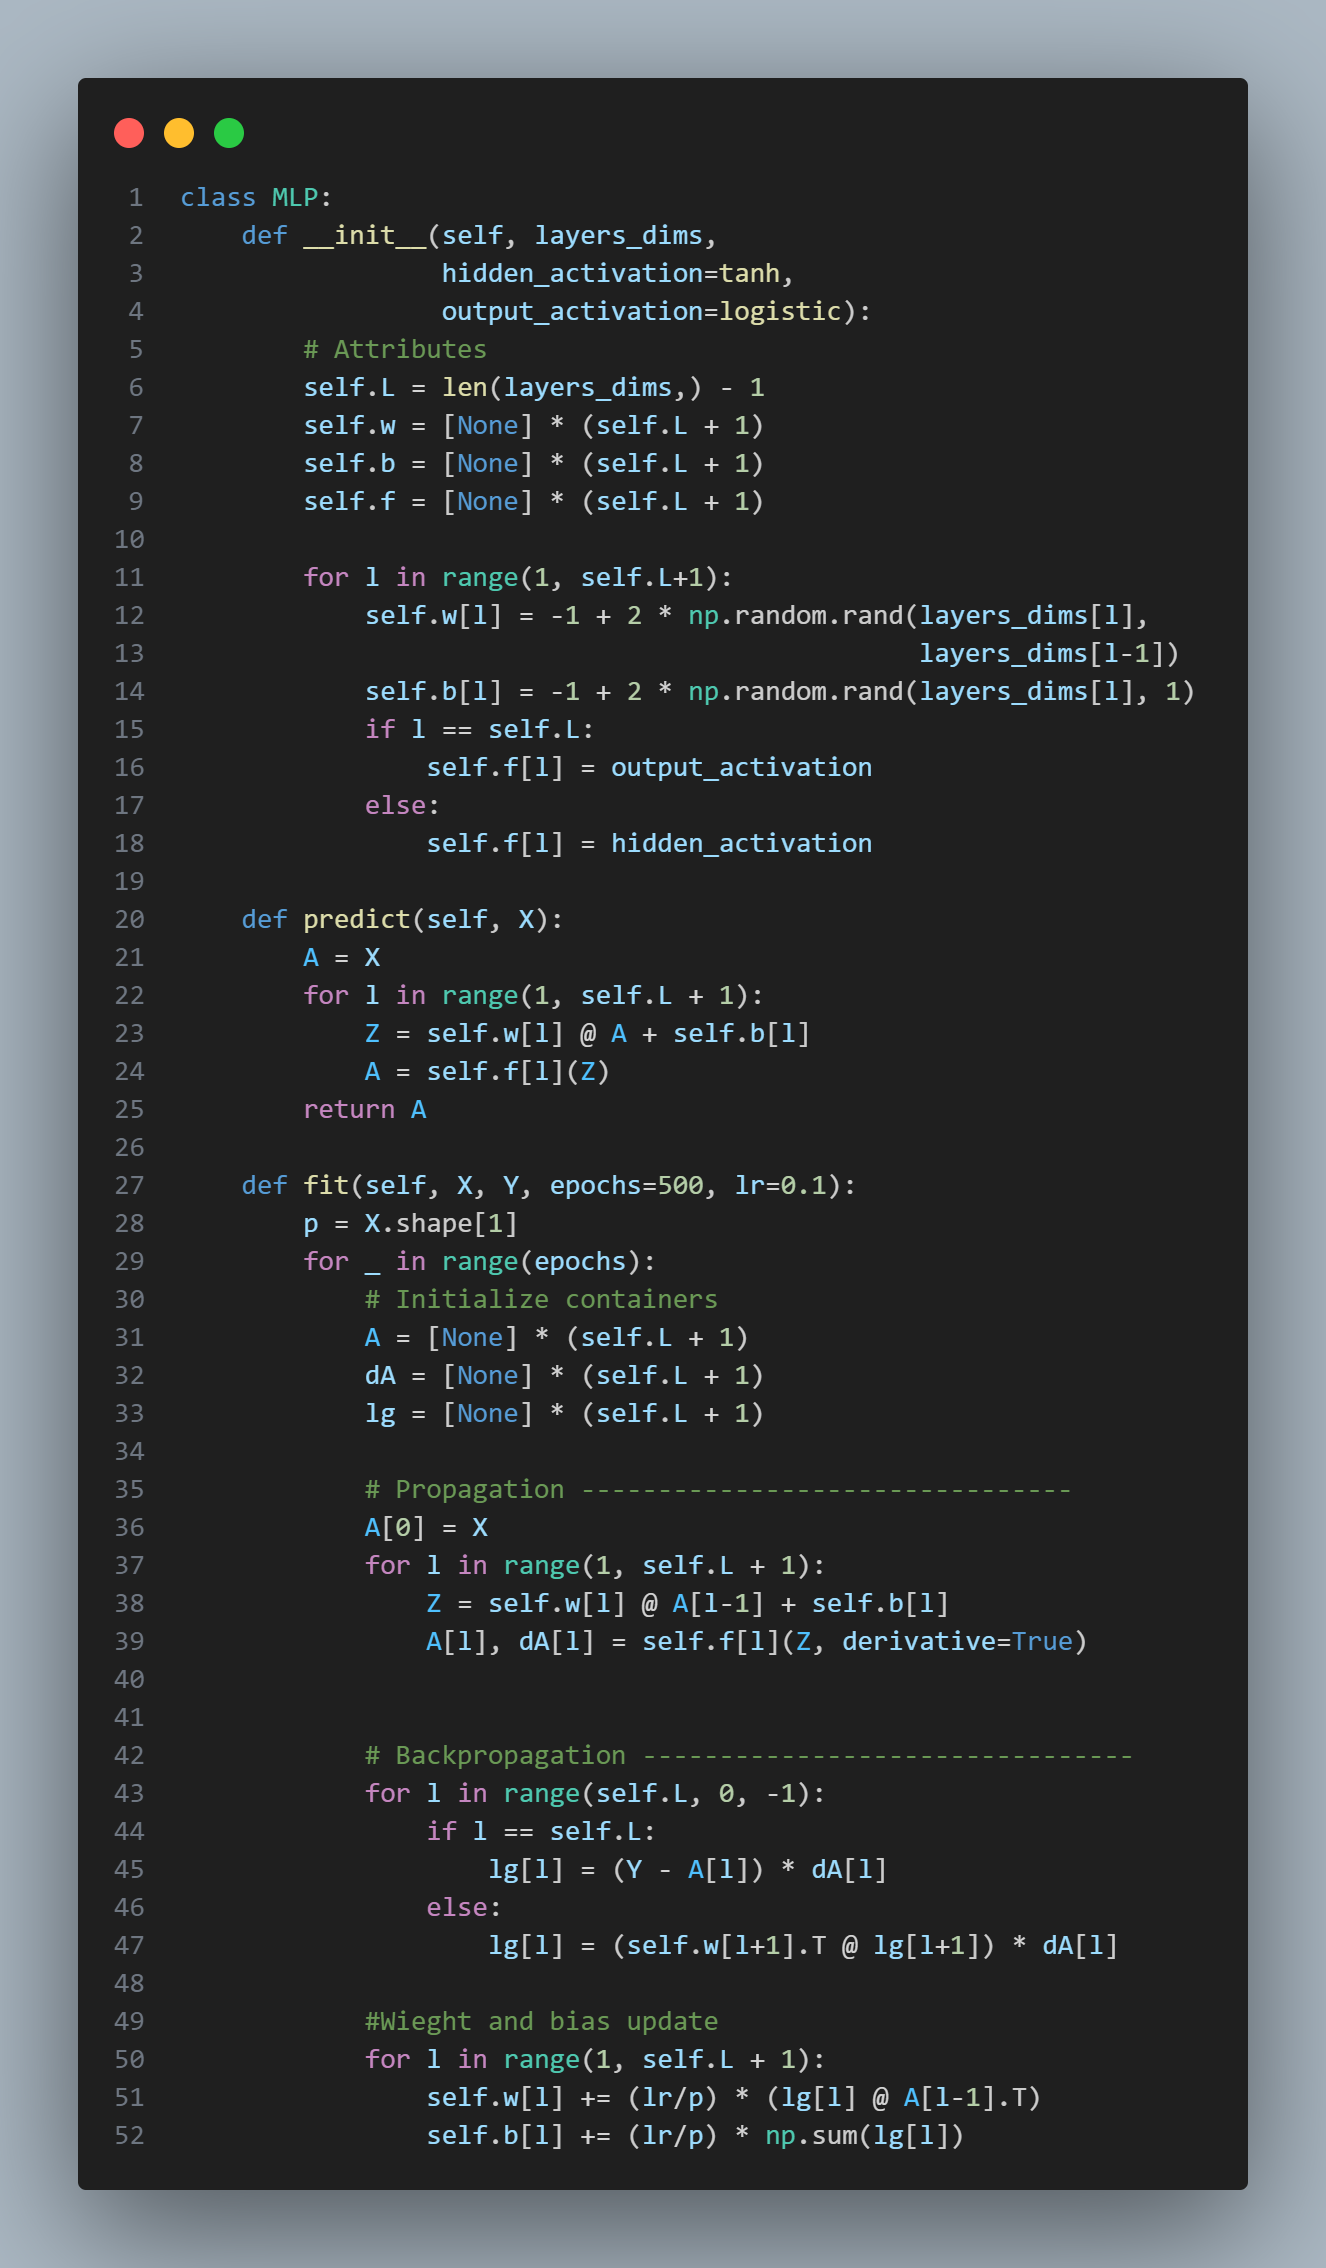 1 class MLP:
2     def __init__(self, layers_dims,
3                  hidden_activation=tanh,
4                  output_activation=logistic):
5         # Attributes
6         self.L = len(layers_dims,) - 1
7         self.w = [None] * (self.L + 1)
8         self.b = [None] * (self.L + 1)
9         self.f = [None] * (self.L + 1)
10
11         for l in range(1, self.L+1):
12             self.w[l] = -1 + 2 * np.random.rand(layers_dims[l],
13                                                 layers_dims[l-1])
14             self.b[l] = -1 + 2 * np.random.rand(layers_dims[l], 1)
15             if l == self.L:
16                 self.f[l] = output_activation
17             else:
18                 self.f[l] = hidden_activation
19
20     def predict(self, X):
21         A = X
22         for l in range(1, self.L + 1):
23             Z = self.w[l] @ A + self.b[l]
24             A = self.f[l](Z)
25         return A
26
27     def fit(self, X, Y, epochs=500, lr=0.1):
28         p = X.shape[1]
29         for _ in range(epochs):
30             # Initialize containers
31             A = [None] * (self.L + 1)
32             dA = [None] * (self.L + 1)
33             lg = [None] * (self.L + 1)
34
35             # Propagation --------------------------------
36             A[0] = X
37             for l in range(1, self.L + 1):
38                 Z = self.w[l] @ A[l-1] + self.b[l]
39                 A[l], dA[l] = self.f[l](Z, derivative=True)
40
41
42             # Backpropagation --------------------------------
43             for l in range(self.L, 0, -1):
44                 if l == self.L:
45                     lg[l] = (Y - A[l]) * dA[l]
46                 else:
47                     lg[l] = (self.w[l+1].T @ lg[l+1]) * dA[l]
48
49             #Wieght and bias update
50             for l in range(1, self.L + 1):
51                 self.w[l] += (lr/p) * (lg[l] @ A[l-1].T)
52                 self.b[l] += (lr/p) * np.sum(lg[l])